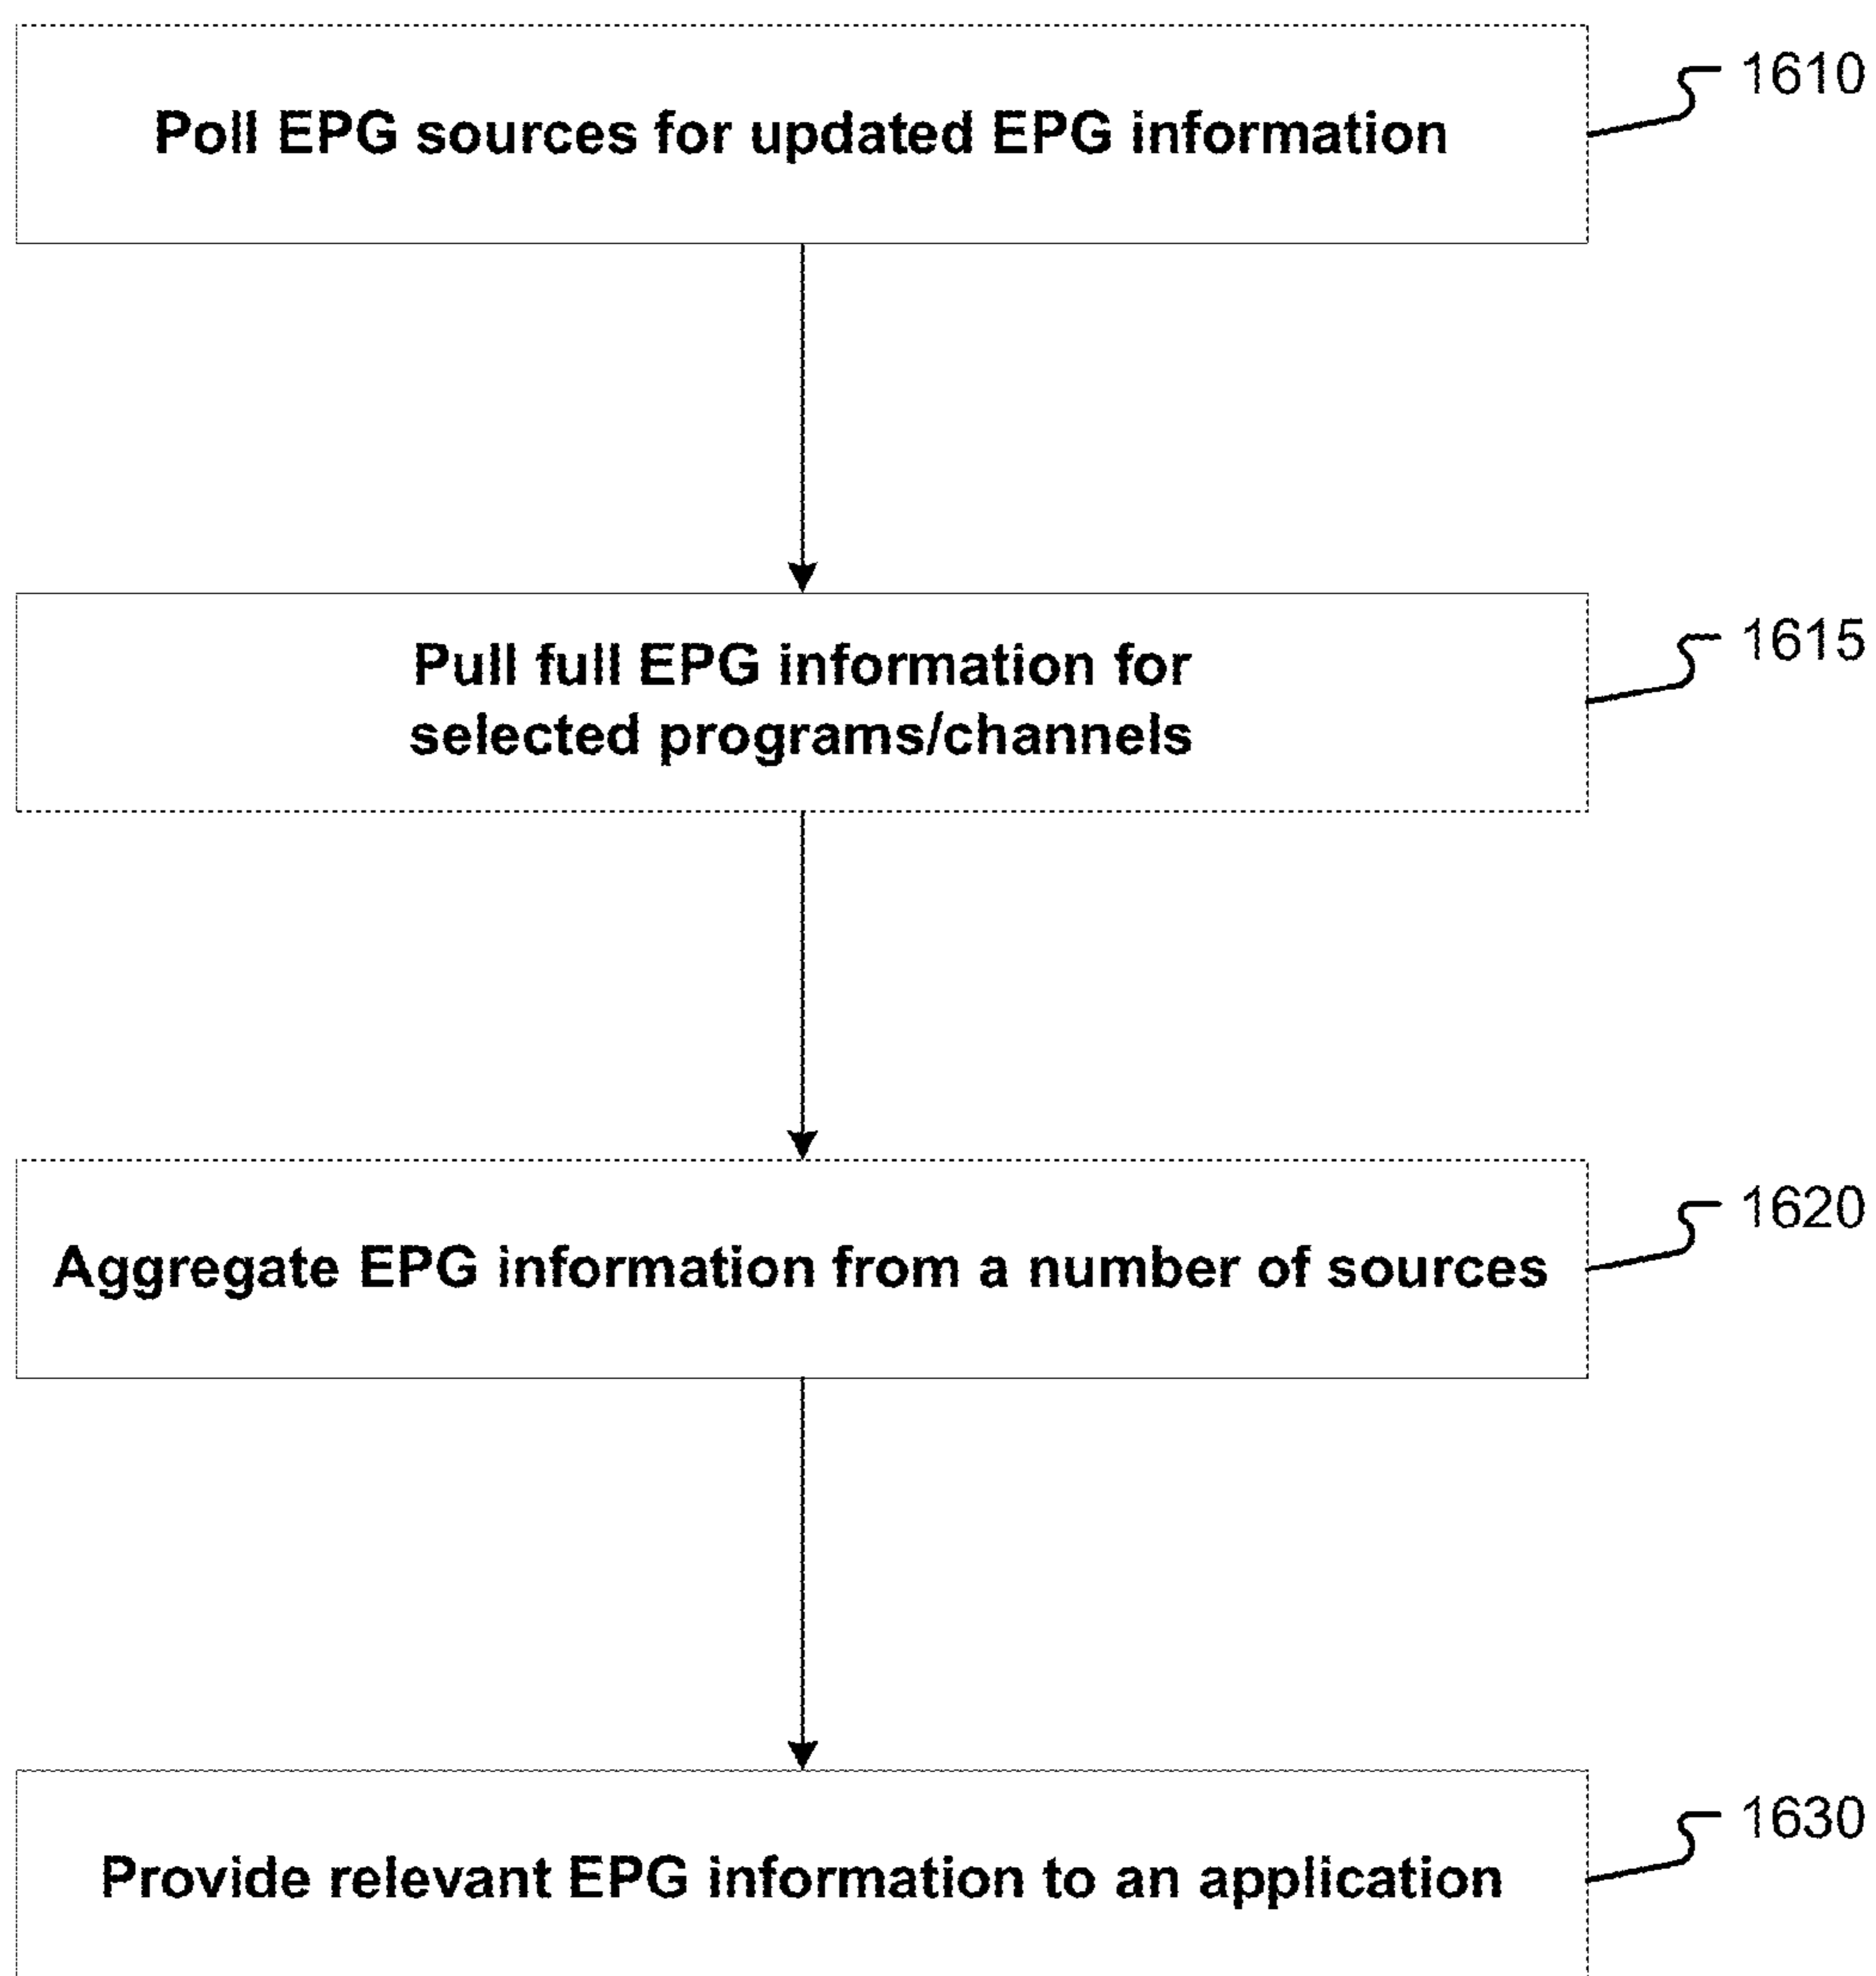 Poll EPG sources for updated EPG information
1610
Pull full EPG information for
selected programs/channels
1615
Aggregate EPG information from a number of sources
1620
Provide relevant EPG information to an application
1630